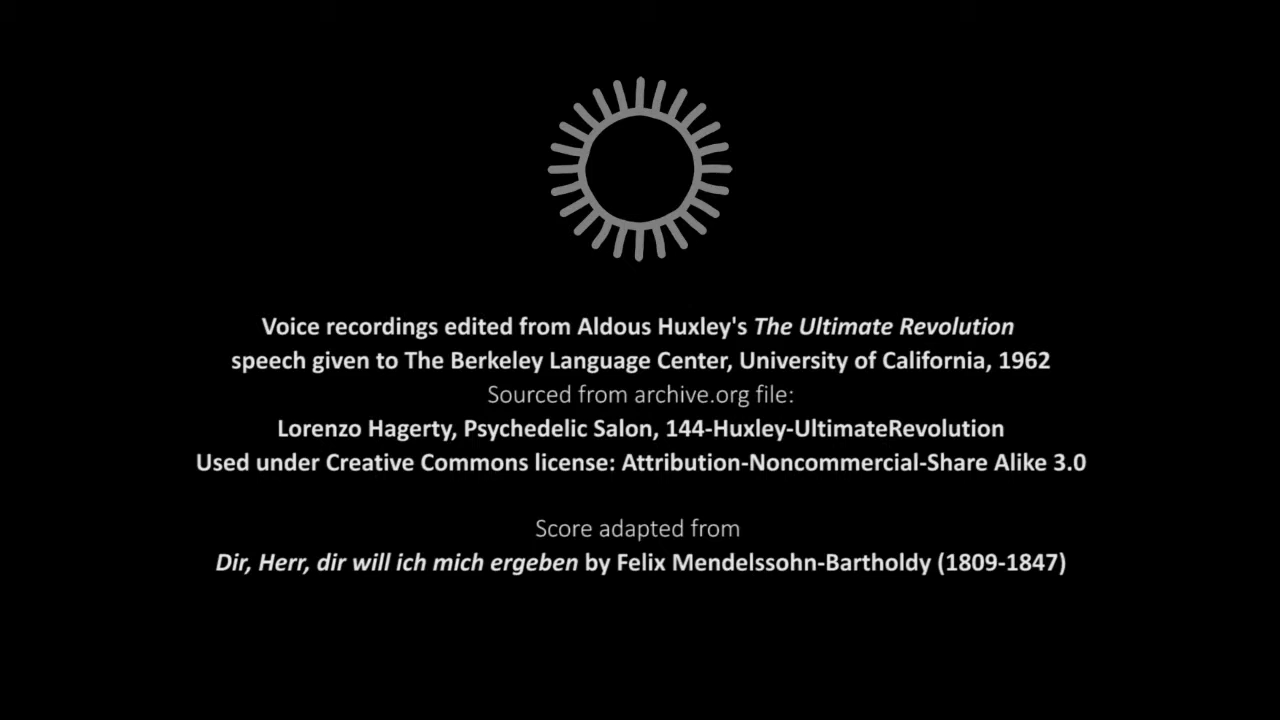 Voice recordings edited from Aldous Huxley's The Ultimate Revolution
speech given to The Berkeley Language Center, University of California, 1962
Sourced from archive.org file:
Lorenzo Hagerty, Psychedelic Salon, 144-Huxley-UltimateRevolution
Used under Creative Commons license: Attribution-Noncommercial-Share Alike 3.0
Score adapted from
Dir, Herr, dir will ich mich ergeben by Felix Mendelssohn-Bartholdy (1809-1847)